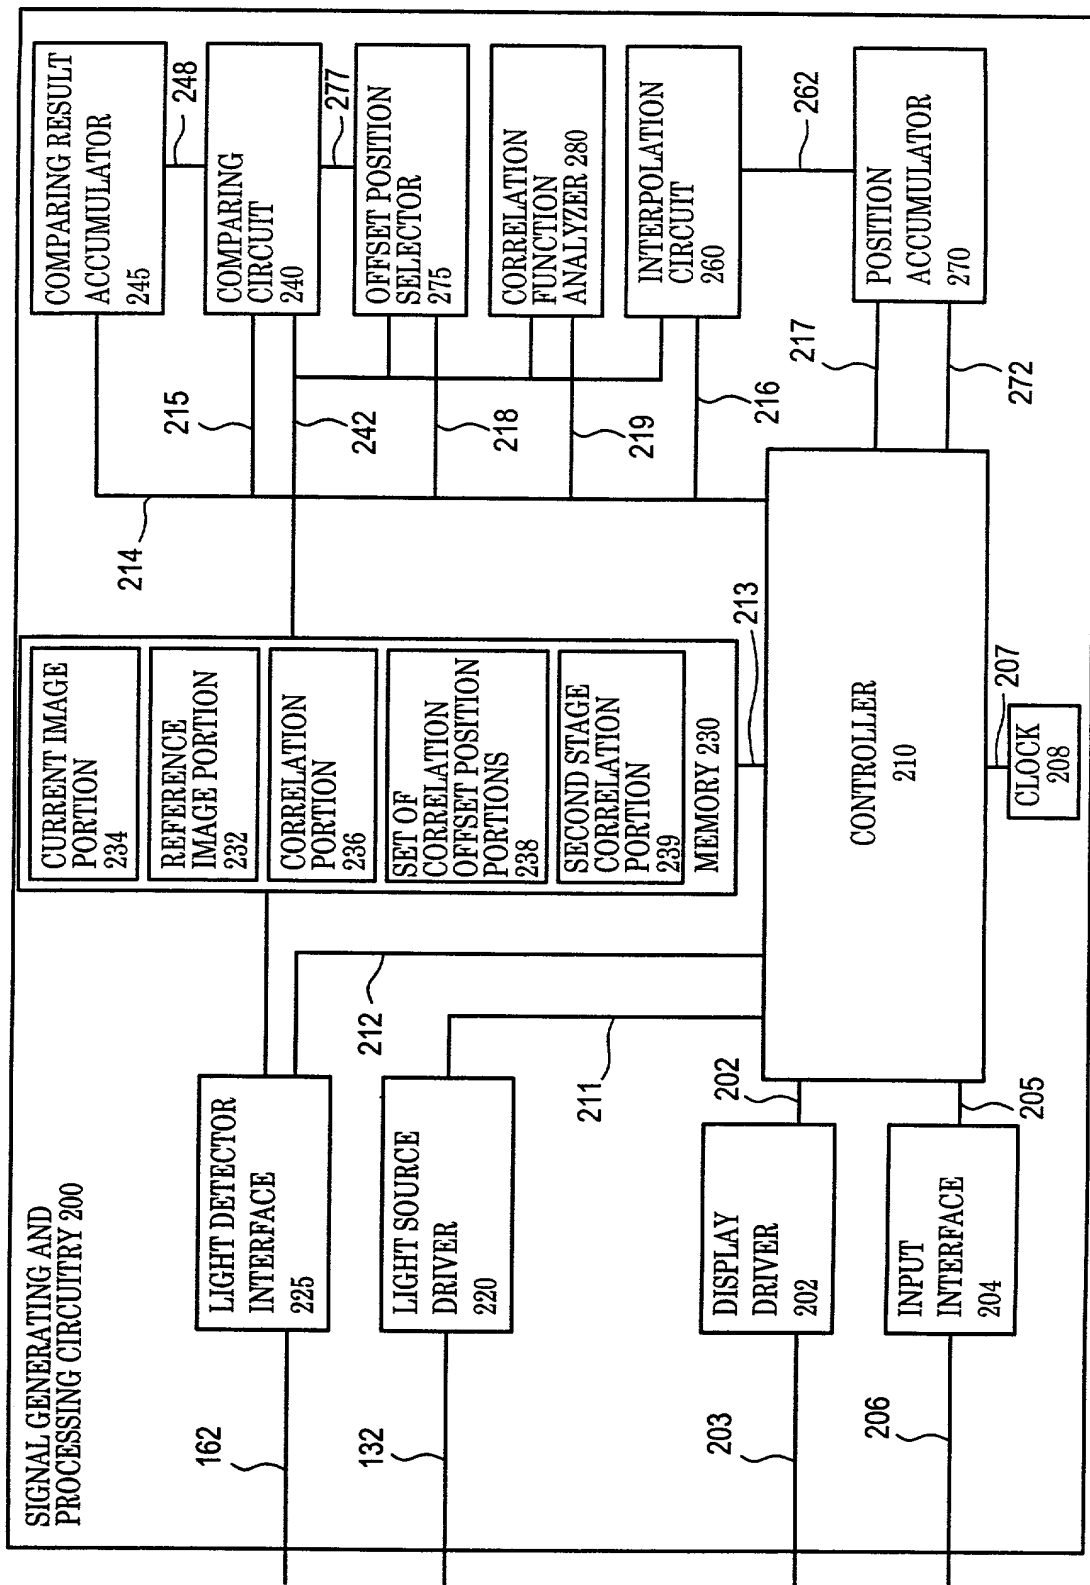 SIGNAL GENERATING AND
PROCESSING CIRCUITRY 200
162
132
203
206
LIGHT DETECTOR
INTERFACE
225
LIGHT SOURCE
DRIVER
220
DISPLAY
DRIVER
202
INPUT
INTERFACE
204
212
211
202
205
CURRENT IMAGE
PORTION
234
REFERENCE
IMAGE PORTION
232
CORRELATION
PORTION
236
SET OF
CORRELATION
OFFSET POSITION
PORTIONS
238
SECOND STAGE
CORRELATION
PORTION
239
MEMORY 230
213
CONTROLLER
210
207
CLOCK
208
214
215
242
218
219
216
217
272
COMPARING RESULT
ACCUMULATOR
245
248
COMPARING
CIRCUIT
240
277
OFFSET POSITION
SELECTOR
275
CORRELATION
FUNCTION
ANALYZER 280
INTERPOLATION
CIRCUIT
260
262
POSITION
ACCUMULATOR
270